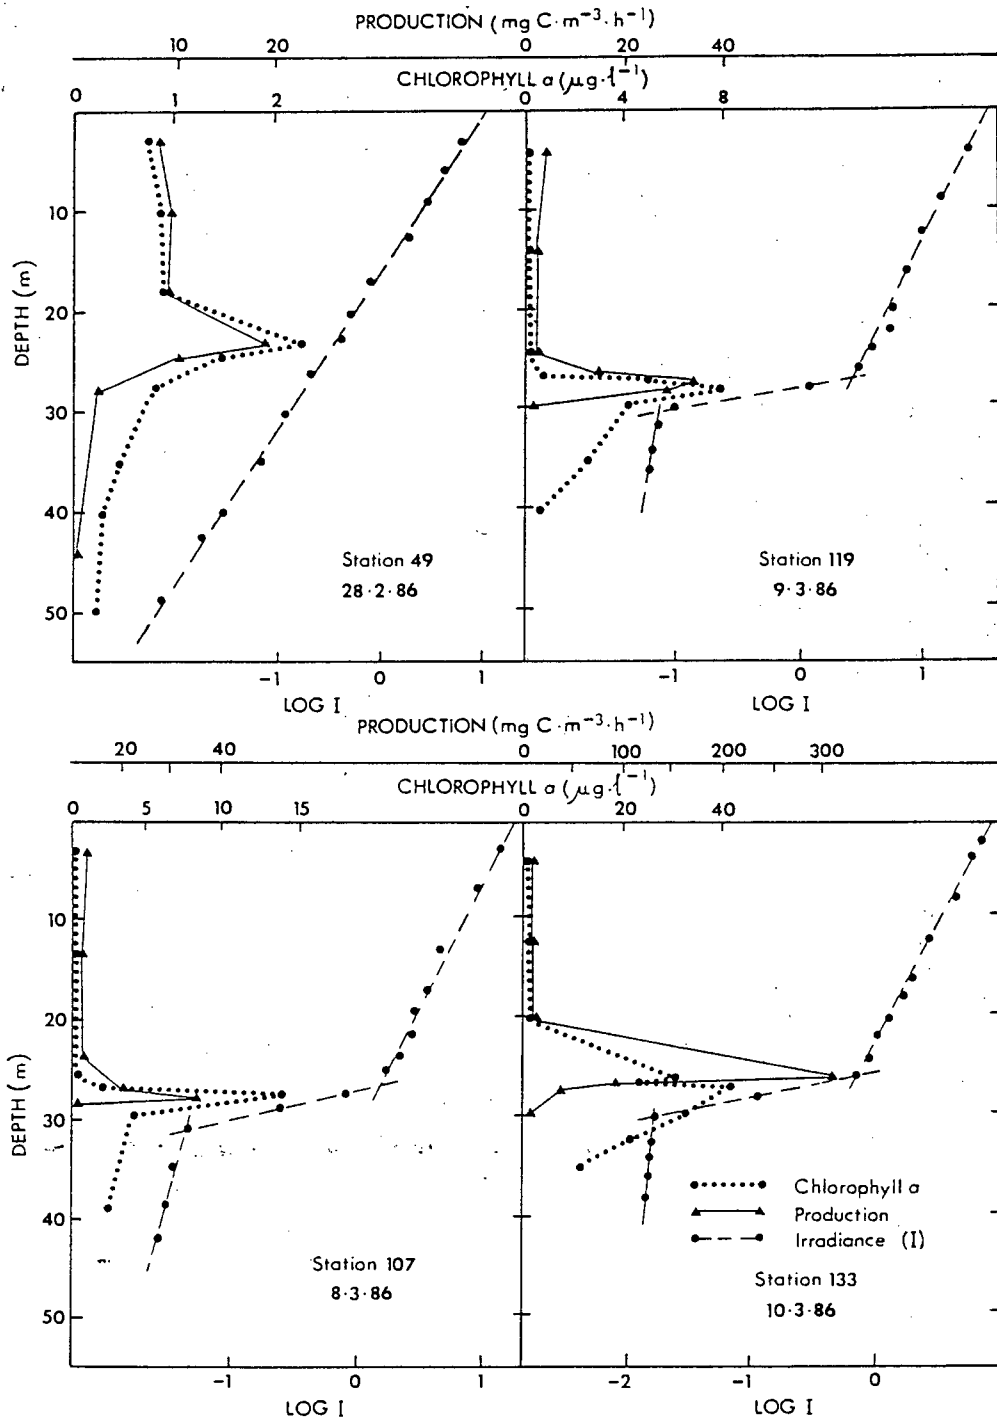 PRODUCTION (mg C·m⁻³·h⁻¹)
10 20 0 20 40
CHLOROPHYLL a (μg·l⁻¹)
0 1 2 0 4 8
DEPTH (m)
10
20
30
40
50
Station 49
28·2·86
Station 119
9·3·86
-1 0 1 -1 0 1
LOG I LOG I
PRODUCTION (mg C·m⁻³·h⁻¹)
20 40 0 100 200 300
CHLOROPHYLL a (μg·l⁻¹)
0 5 10 15 0 20 40
DEPTH (m)
10
20
30
40
50
Chlorophyll a
Production
Irradiance (I)
Station 107
8·3·86
Station 133
10·3·86
-1 0 1 -2 -1 0
LOG I LOG I